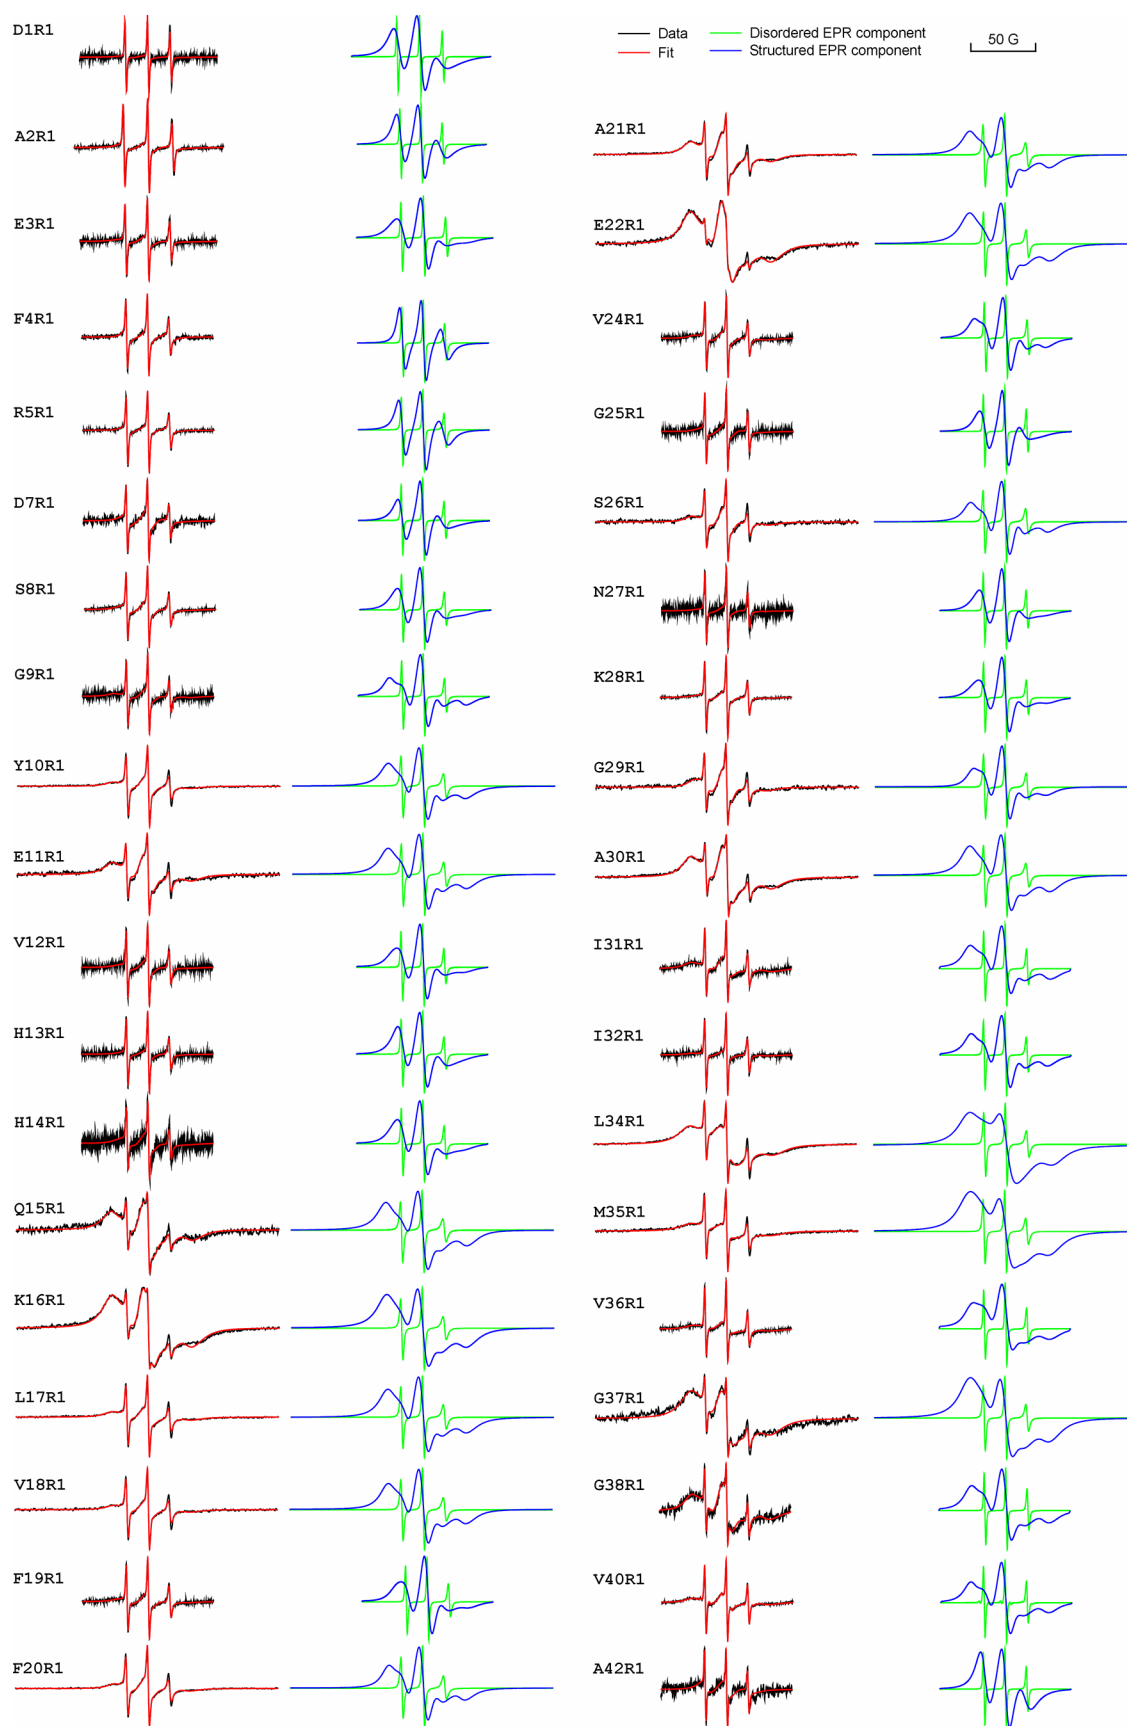 D1R1
A2R1
E3R1
F4R1
R5R1
D7R1
S8R1
G9R1
Y10R1
E11R1
V12R1
H13R1
H14R1
Q15R1
K16R1
L17R1
V18R1
F19R1
F20R1
Data
Disordered EPR component
Fit
Structured EPR component
50 G
A21R1
E22R1
V24R1
G25R1
S26R1
N27R1
K28R1
G29R1
A30R1
I31R1
I32R1
L34R1
M35R1
V36R1
G37R1
G38R1
V40R1
A42R1